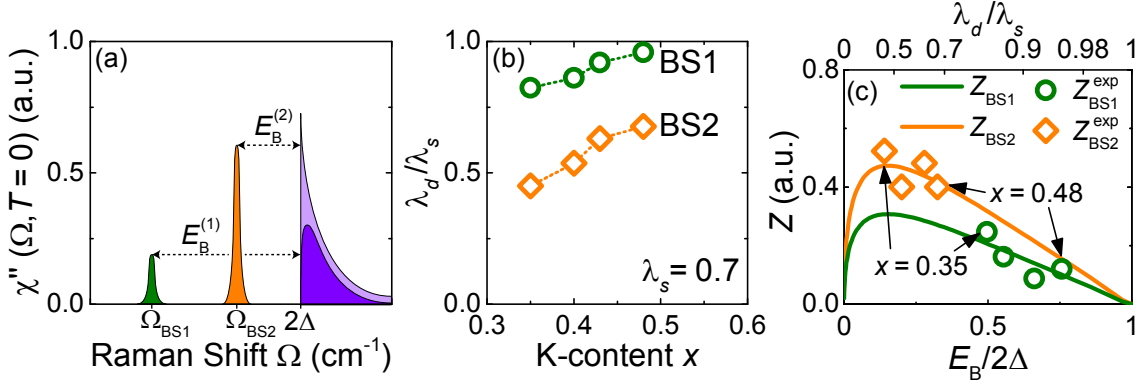 (a)
χ'' (Ω, T = 0) (a.u.)
1.0
0.5
0.0
E_B^(2)
E_B^(1)
Ω_BS1 Ω_BS2 2Δ
Raman Shift Ω (cm⁻¹)
(b)
λ_d/λ_s
1.0
0.5
0.0
BS1
BS2
λ_s = 0.7
0.3 0.4 0.5 0.6
K-content x
λ_d/λ_s
0 0.5 0.7 0.9 0.98 1
(c)
Z (a.u.)
0.8
0.4
0.0
Z_BS1 Z_BS1^exp
Z_BS2 Z_BS2^exp
x = 0.48
x = 0.35
0 0.5 1
E_B/2Δ